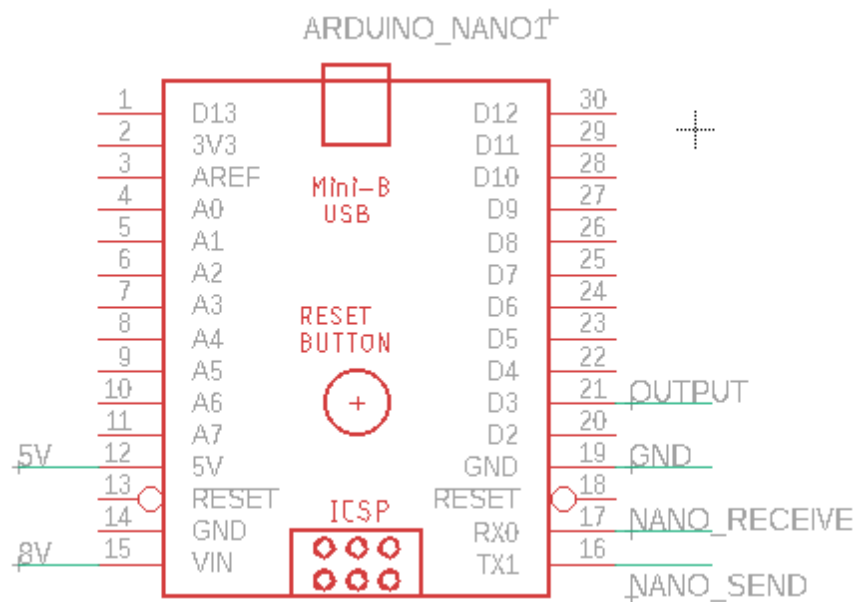 ARDUINO_NANO1
1 D13 D12 30
2 3V3 D11 29
3 AREF D10 28
4 A0 D9 27
5 A1 D8 26
6 A2 D7 25
7 A3 D6 24
8 A4 D5 23
9 A5 D4 22
10 A6 D3 21 OUTPUT
11 A7 D2 20
5V 12 5V GND 19 GND
13 RESET RESET 18
14 GND RX0 17 NANO_RECEIVE
8V 15 VIN TX1 16
NANO_SEND
Mini-B
USB
RESET
BUTTON
ICSP